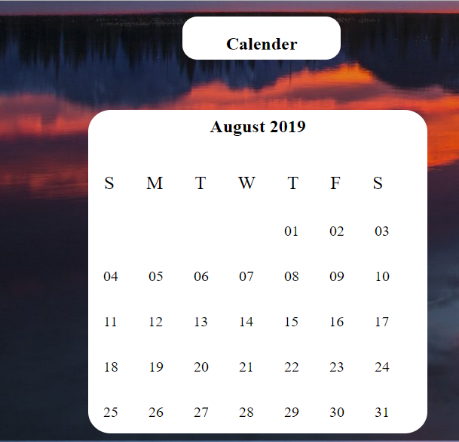 Calender
August 2019
S M T W T F S
01 02 03
04 05 06 07 08 09 10
11 12 13 14 15 16 17
18 19 20 21 22 23 24
25 26 27 28 29 30 31